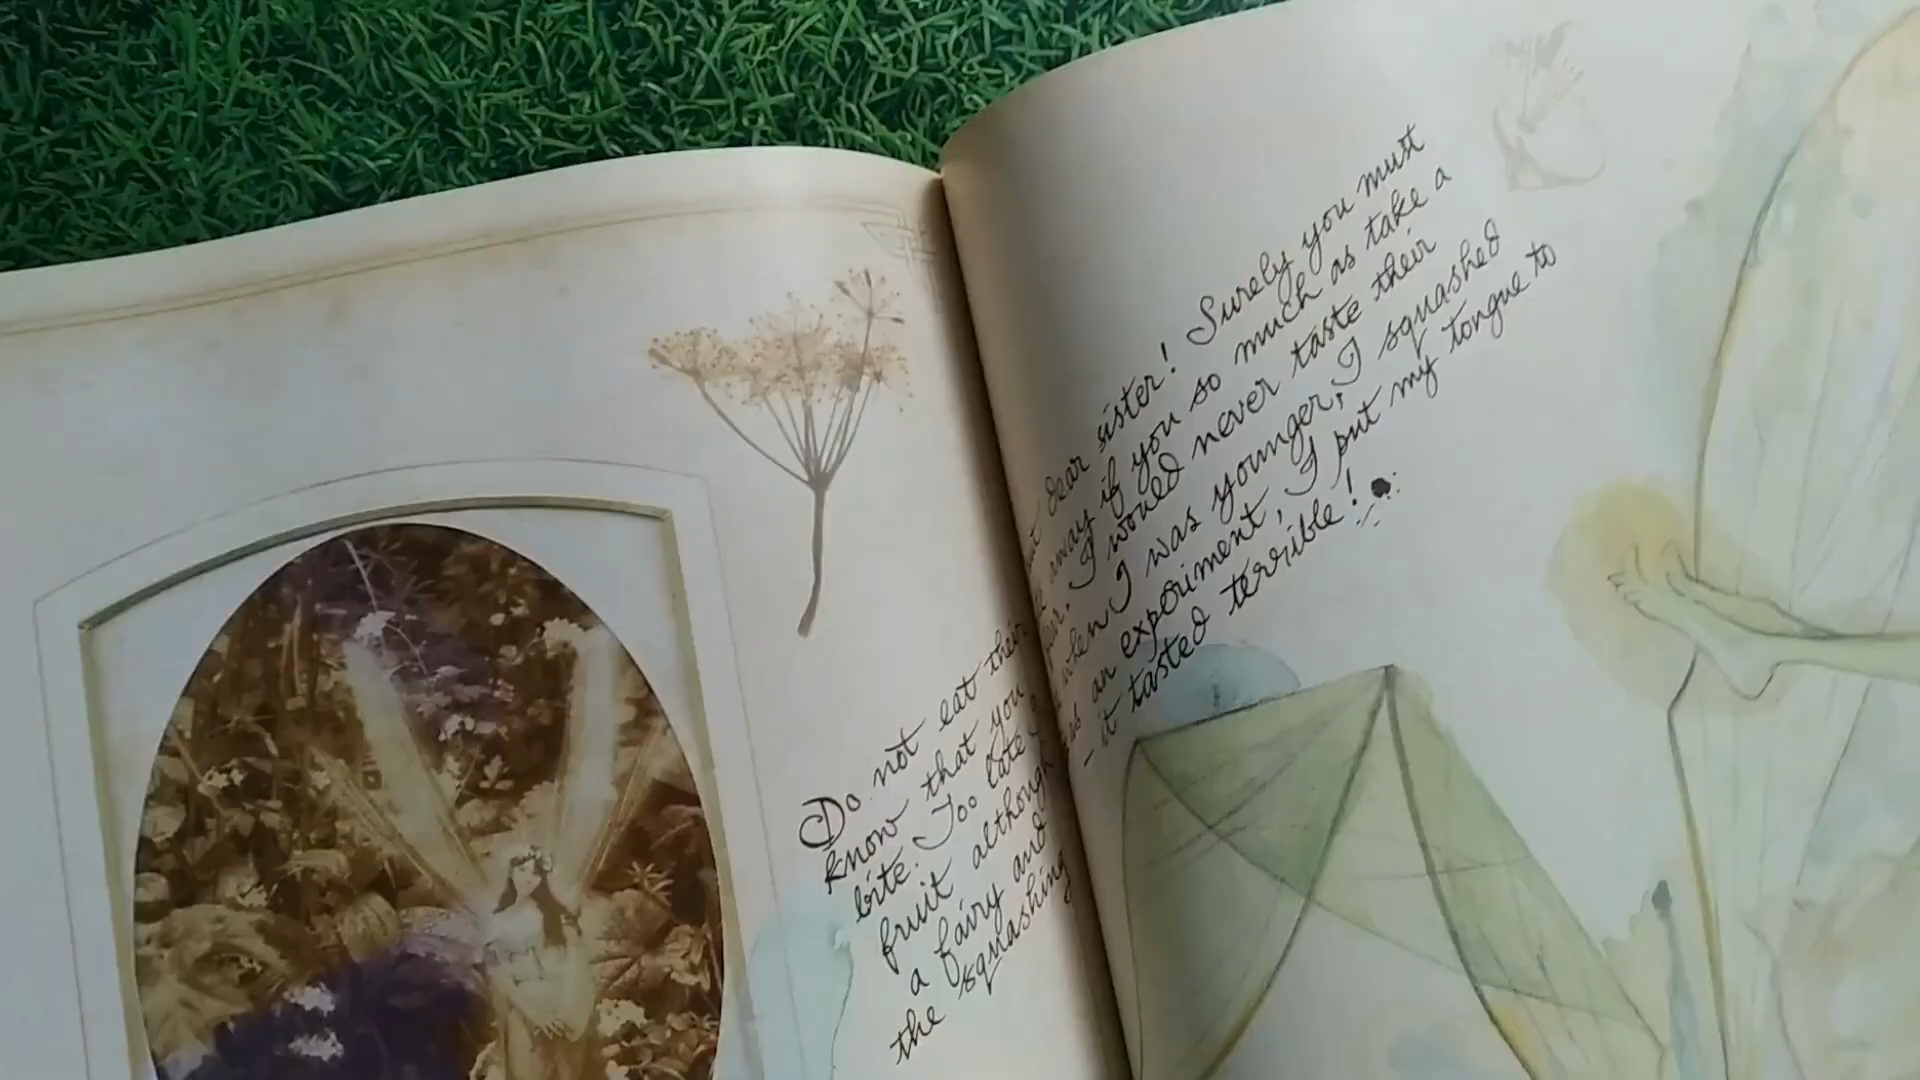 Do not eat their dear sister! Surely you must
know that you away if you so much as take a
bite. Too late I would never taste their
fruit although when I was younger, I squashed
a fairy and as an experiment, I put my tongue to
the squashing – it tasted terrible!